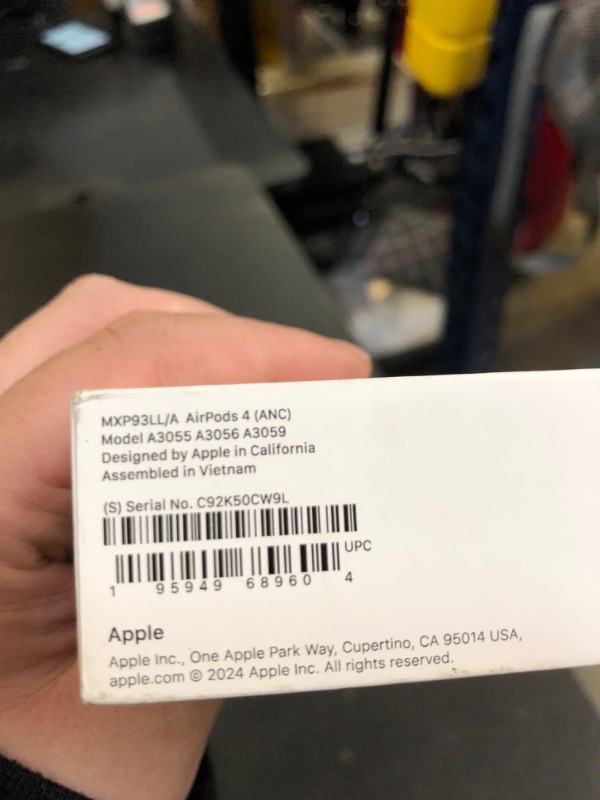 MXP93LL/A AirPods 4 (ANC)
Model A3055 A3056 A3059
Designed by Apple in California
Assembled in Vietnam
(S) Serial No. C92K50CW9L
UPC
1 95949 68960 4
Apple
Apple Inc., One Apple Park Way, Cupertino, CA 95014 USA,
apple.com © 2024 Apple Inc. All rights reserved.